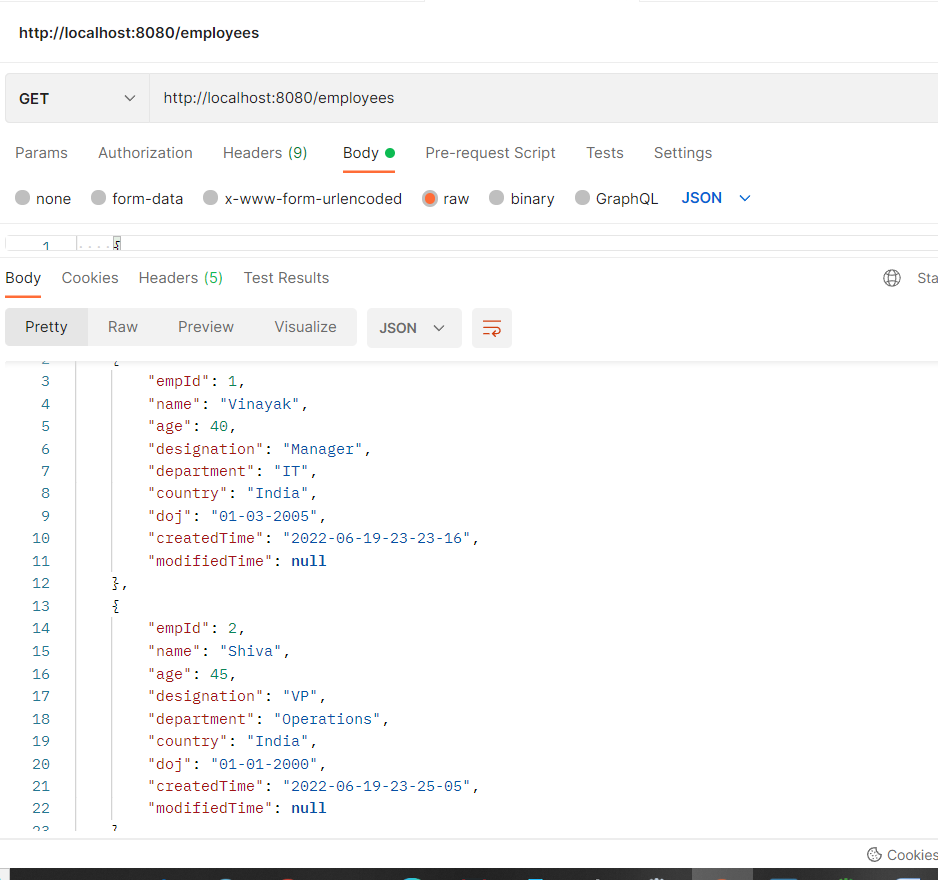 http://localhost:8080/employees
GET http://localhost:8080/employees
Params Authorization Headers (9) Body Pre-request Script Tests Settings
none form-data x-www-form-urlencoded raw binary GraphQL JSON
1 {
Body Cookies Headers (5) Test Results Sta
Pretty Raw Preview Visualize JSON
2 {
3 "empId": 1,
4 "name": "Vinayak",
5 "age": 40,
6 "designation": "Manager",
7 "department": "IT",
8 "country": "India",
9 "doj": "01-03-2005",
10 "createdTime": "2022-06-19-23-23-16",
11 "modifiedTime": null
12 },
13 {
14 "empId": 2,
15 "name": "Shiva",
16 "age": 45,
17 "designation": "VP",
18 "department": "Operations",
19 "country": "India",
20 "doj": "01-01-2000",
21 "createdTime": "2022-06-19-23-25-05",
22 "modifiedTime": null
23 }
Cookies